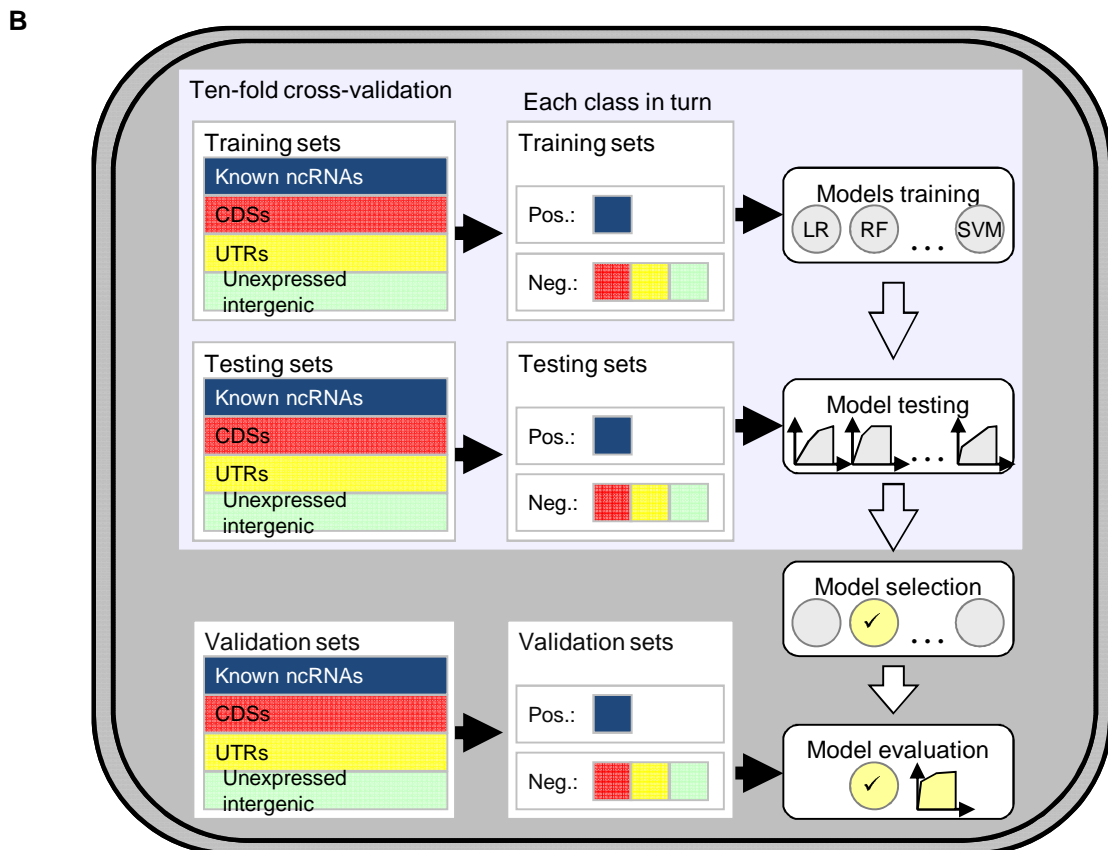 B
Ten-fold cross-validation
Each class in turn
Training sets
Known ncRNAs
CDSs
UTRs
Unexpressed
intergenic
Training sets
Pos.:
Neg.:
Models training
LR RF ... SVM
Testing sets
Known ncRNAs
CDSs
UTRs
Unexpressed
intergenic
Testing sets
Pos.:
Neg.:
Model testing
...
Model selection
✓ ...
Validation sets
Known ncRNAs
CDSs
UTRs
Unexpressed
intergenic
Validation sets
Pos.:
Neg.:
Model evaluation
✓